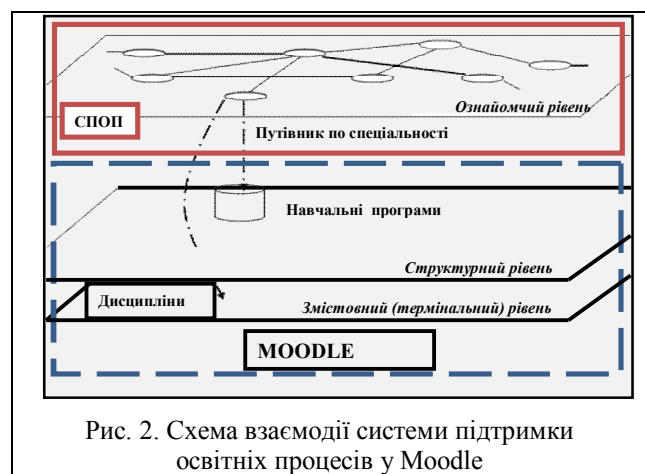 Ознайомчий рівень
СПОП
Путівник по спеціальності
Навчальні програми
Структурний рівень
Дисципліни
Змістовний (термінальний) рівень
MOODLE
Рис. 2. Схема взаємодії системи підтримки
освітніх процесів у Moodle